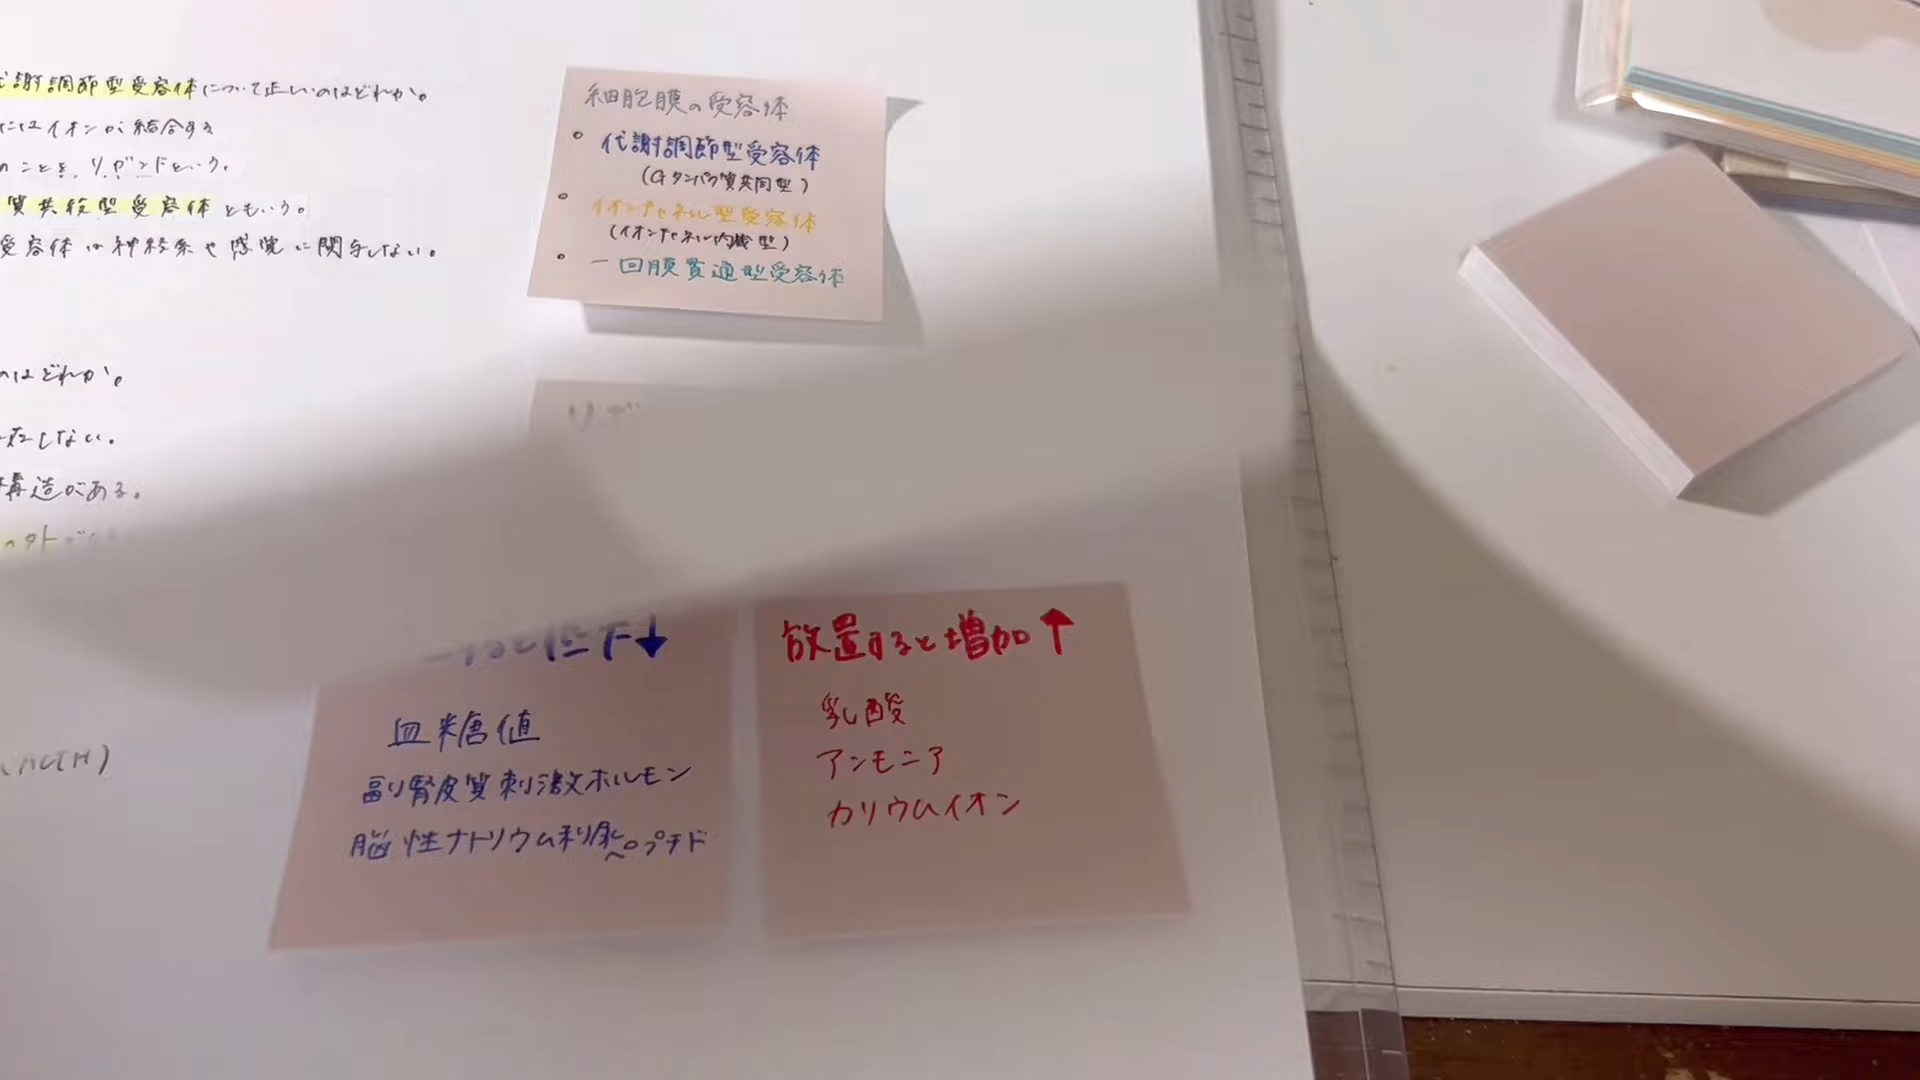 謝調節型受容体について正しいのはどれか。
にはイオンが結合する
のことを、リガンドという。
質共役型受容体ともいう。
受容体は神経系や感覚に関与しない。
のはどれか。
在しない。
構造がある。
(ACTH)
細胞膜の受容体
・代謝調節型受容体
(Gタンパク質共同型)
・イオンチャネル型受容体
(イオンチャネル内蔵型)
・一回膜貫通型受容体
リガ
すると低下↓
血糖値
副腎皮質刺激ホルモン
脳性ナトリウム利尿ペプチド
放置すると増加↑
乳酸
アンモニア
カリウムイオン